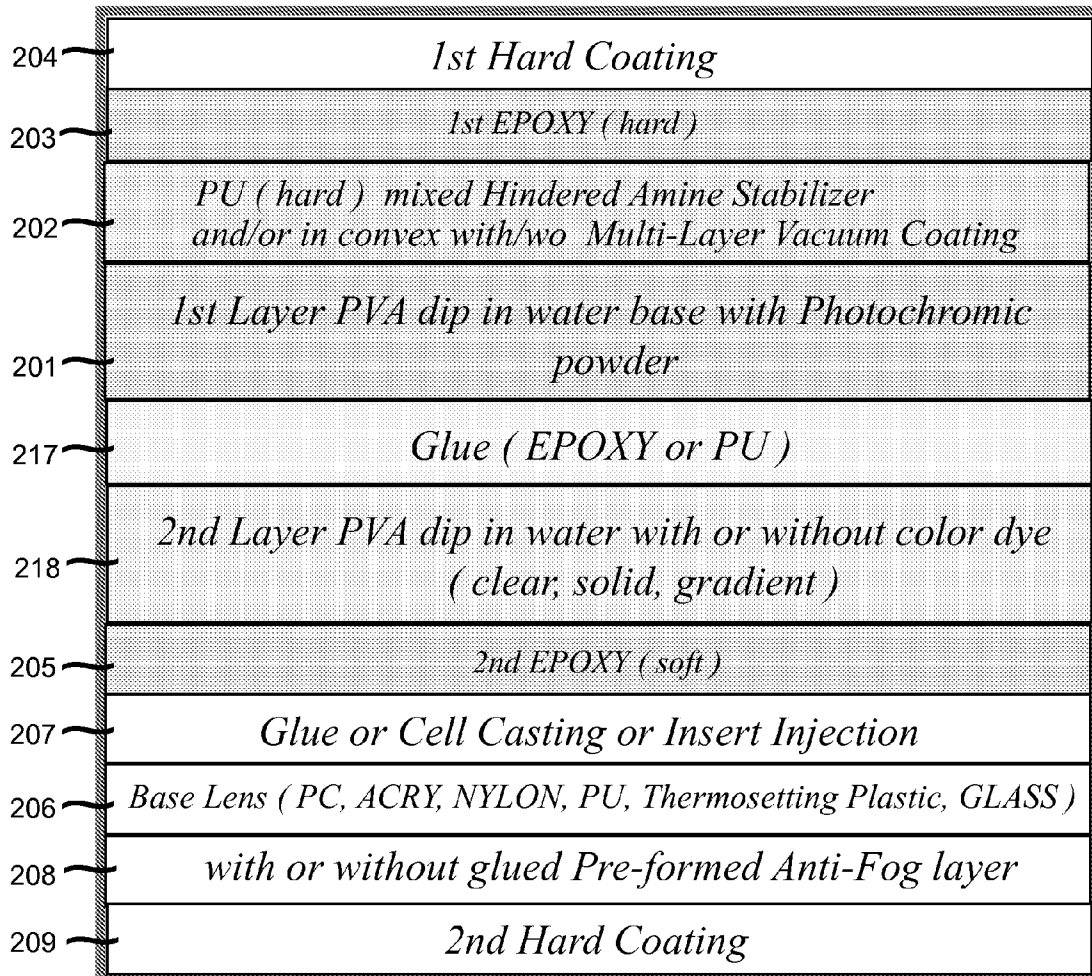 204
1st Hard Coating
203
1st EPOXY ( hard )
202
PU ( hard ) mixed Hindered Amine Stabilizer
and/or in convex with/wo Multi-Layer Vacuum Coating
201
1st Layer PVA dip in water base with Photochromic
powder
217
Glue ( EPOXY or PU )
218
2nd Layer PVA dip in water with or without color dye
( clear, solid, gradient )
205
2nd EPOXY ( soft )
207
Glue or Cell Casting or Insert Injection
206
Base Lens ( PC, ACRY, NYLON, PU, Thermosetting Plastic, GLASS )
208
with or without glued Pre-formed Anti-Fog layer
209
2nd Hard Coating